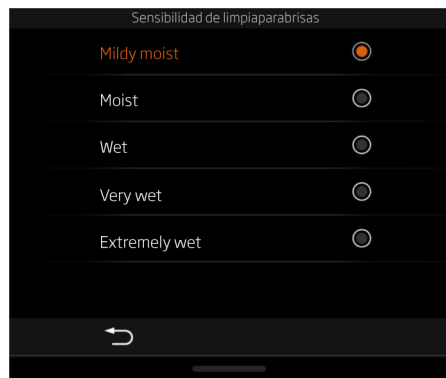 Sensibilidad de limpiaparabrisas
Mildy moist
Moist
Wet
Very wet
Extremely wet